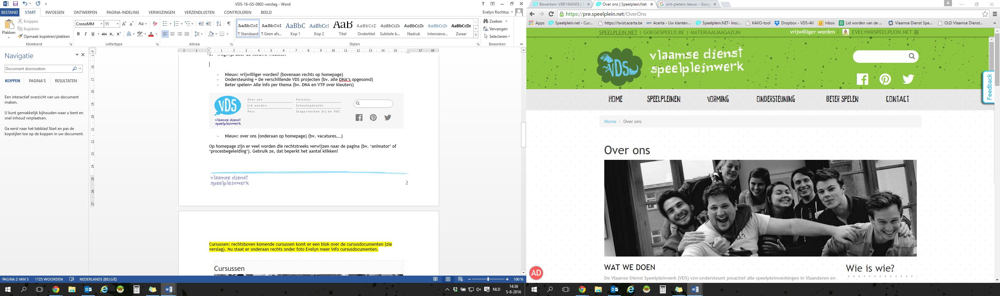 VDS-16-GS-0802-verslag - Word
BESTAND START INVOEGEN ONTWERPEN PAGINA-INDELING VERWIJZINGEN VERZENDLIJSTEN CONTROLEREN BEELD
Evelyn Rochtus
Plakken
Knippen
Kopiëren
Opmaak kopiëren/plakken
Klembord
CronoMM 11
Lettertype
Alinea
AaBbCcI AaBbCcI AaBbC AaBbCcI AaB AaBbCcD AaBbCcDc AaBbCcDc AaBbCcDc AaBbCcDc
¶ Standaard ¶ Geen afs... Kop 1 Kop 2 Titel Ondertitel Subtiele b... Nadruk Intensieve... Zwaar
Stijlen
Zoeken
Vervangen
Selecteren
Bewerken
Navigatie
Document doorzoeken
KOPPEN PAGINA'S RESULTATEN
Een interactief overzicht van uw document
maken.
U kunt gemakkelijk bijhouden waar u bent en
snel inhoud verplaatsen.
Ga eerst naar het tabblad Start en pas de
kopstijlen toe op de koppen in uw document.
- Nieuw: vrijwilliger worden? (bovenaan rechts op homepage)
- Ondersteuning = De verschillende VDS projecten (bv. alle DNA's opgesomd)
- Beter spelen= Alle info per thema (bv. DNA en VTP over kleuters)
VDS
vlaamse dienst
speelpleinwerk
Over ons
Lid worden
Pers
Partners
Schoolopdracht
Stage/werken bij de VDS
- Nieuw: over ons (onderaan op homepage) (bv. vacatures,…)
Op homepage zijn er veel worden die rechtstreeks verwijzen naar de pagina (bv. ‘animator’ of
‘procesbegeleiding’). Gebruik ze, dat beperkt het aantal klikken!
vlaamse dienst
speelpleinwerk
2
Cursussen: rechtsboven komende cursussen komt er een blok over de cursusdocumenten (zie
verslag). Nu staat er onderaan rechts onder foto Evelyn meer info cursusdocumenten.
Cursussen
PAGINA 2 VAN 5 1725 WOORDEN NEDERLANDS (BELGIË) 100 %
NLD
14:36
5-8-2016
Bewerken: VBR16AN05 | S
Over ons | Speelplein.Net
sint-pieters-leeuw - Goog
https://pre.speelplein.net/OverOns
Apps Speelplein.net - Cur... https://twist.acerta.be Acerta - Uw klanten... Speelplein.NET- Insc... KAVO-tool Dropbox - VDS-AV Inbox Lid worden van de ... Vlaamse Dienst Spe... OLD Vlaamse Dienst...
SPEELPLEIN.NET | GOEGESPEELD.BE | MATERIAALMAGAZIJN
vrijwilliger worden | EVELYN@SPEELPLEIN.NET
VDS
vlaamse dienst
speelpleinwerk
Feedback
HOME SPEELPLEINEN VORMING ONDERSTEUNING BETER SPELEN CONTACT
Home / Over ons
Over ons
WAT WE DOEN
Wie is wie?
De Vlaamse Dienst Speelpleinwerk (VDS) vzw ondersteunt proactief alle speelpleinwerkingen in Vlaanderen en
AD